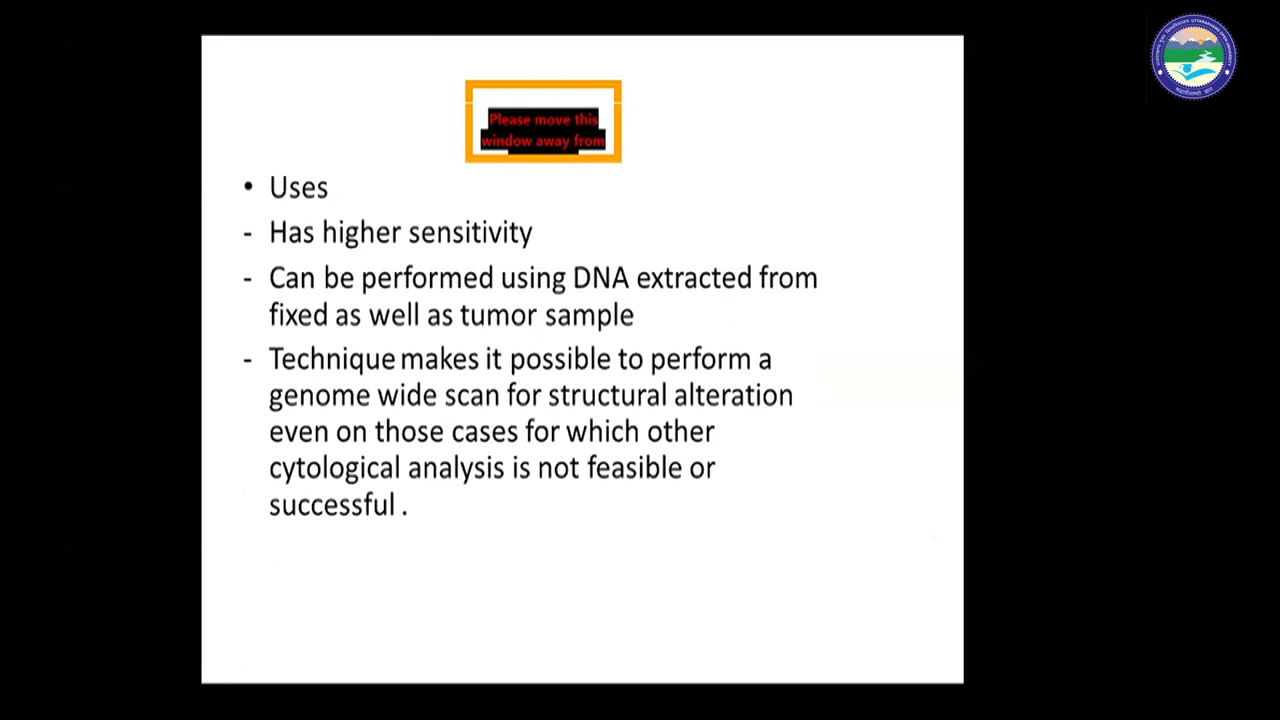 Please move this
window away from
• Uses
- Has higher sensitivity
- Can be performed using DNA extracted from
fixed as well as tumor sample
- Technique makes it possible to perform a
genome wide scan for structural alteration
even on those cases for which other
cytological analysis is not feasible or
successful .